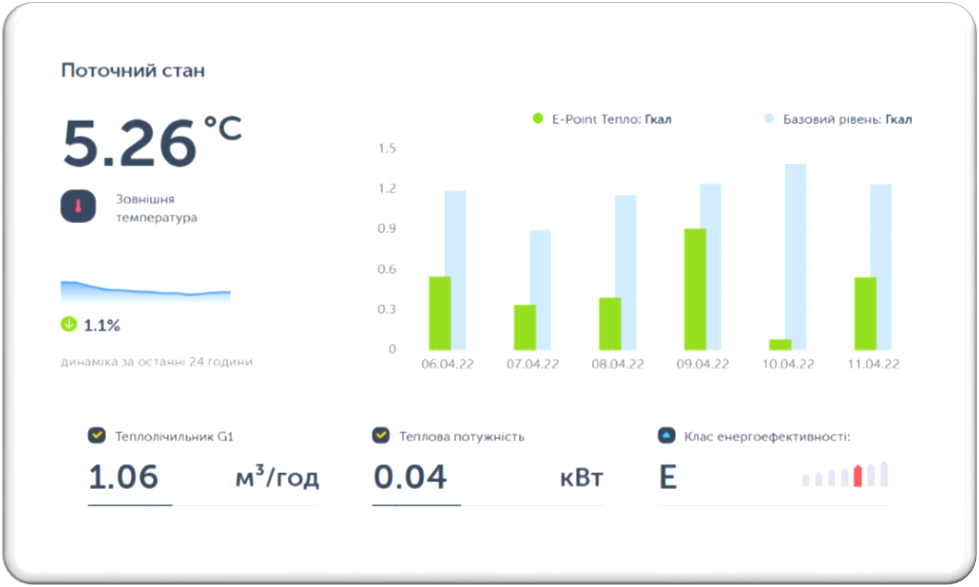 Поточний стан
5.26 °C
Зовнішня
температура
1.1%
динаміка за останні 24 години
E-Point Тепло: Гкал
Базовий рівень: Гкал
1.5
1.2
0.9
0.6
0.3
0
06.04.22 07.04.22 08.04.22 09.04.22 10.04.22 11.04.22
Теплолічильник G1
1.06 м³/год
Теплова потужність
0.04 кВт
Клас енергоефективності:
E